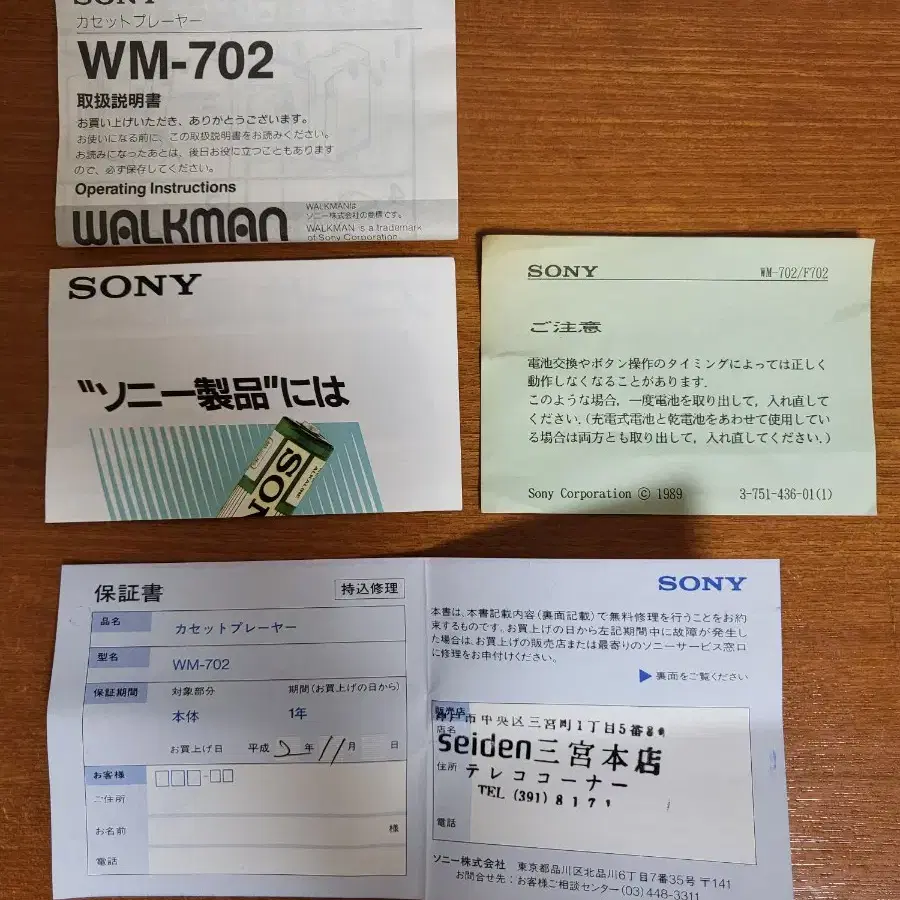 SONY
カセットプレーヤー
WM-702
取扱説明書
お買い上げいただき、ありがとうございます。
お使いになる前に、この取扱説明書をお読みください。
お読みになったあとは、後日お役に立つこともあります
ので、必ず保存してください。
Operating Instructions
WALKMAN
WALKMANは
ソニー株式会社の商標です。
WALKMAN is a trademark
of Sony Corporation
SONY
"ソニー製品"には
ALKALINE
SON
SONY WM-702/F702
ご注意
電池交換やボタン操作のタイミングによっては正しく
動作しなくなることがあります．
このような場合，一度電池を取り出して，入れ直して
ください．(充電式電池と乾電池をあわせて使用してい
る場合は両方とも取り出して，入れ直してください．)
Sony Corporation © 1989 3-751-436-01(1)
保証書 持込修理
品名 カセットプレーヤー
型名 WM-702
保証期間 対象部分 期間(お買上げの日から)
本体 1年
お買上げ日 平成 2 年 11 月 日
お客様
ご住所
お名前 様
電話
SONY
本書は、本書記載内容(裏面記載)で無料修理を行うことをお約
束するものです。お買上げの日から左記期間中に故障が発生し
た場合は、お買上げの販売店または最寄りのソニーサービス窓口
に修理をお申付けください。
▶裏面をご覧ください
販売店
店名
神戸市中央区三宮町1丁目5番
seiden三宮本店
住所 テレコーナー
TEL (391) 8171
電話
ソニー株式会社 東京都品川区北品川6丁目7番35号 〒141
お問合せ先：お客様ご相談センター(03)448-3311